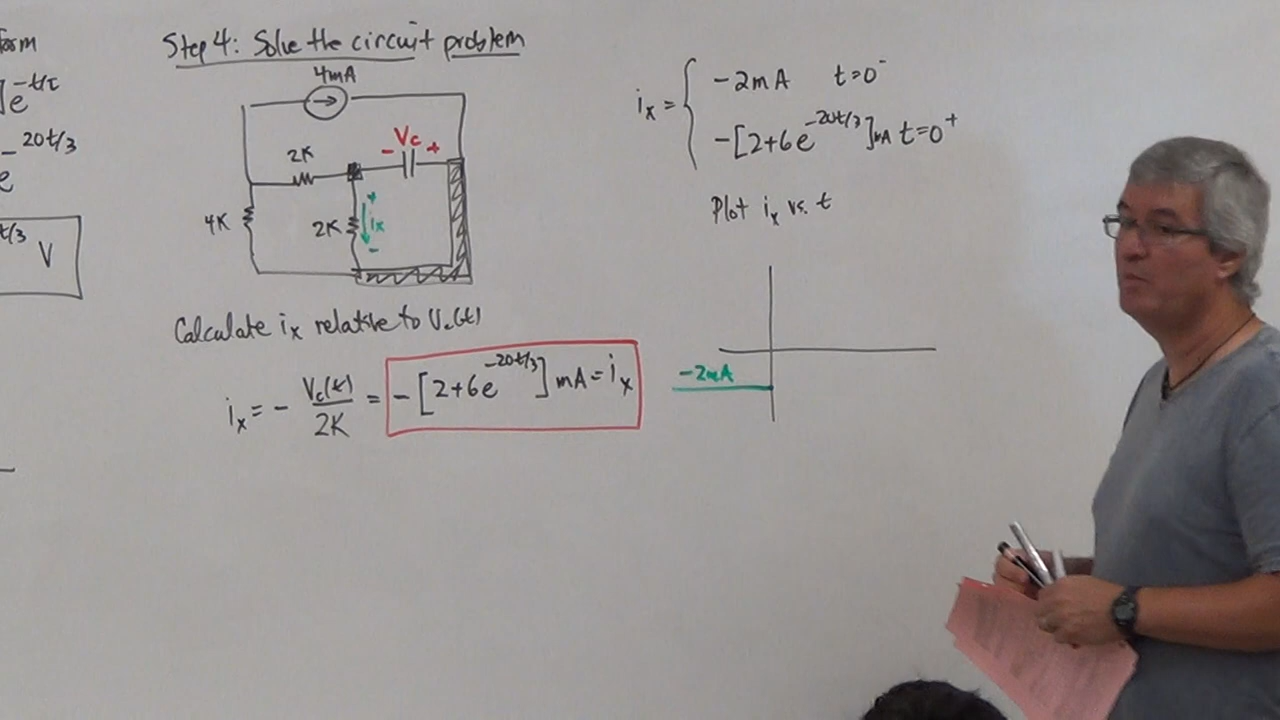 form
]e^-t/τ
-20t/3
e
t/3 V
Step 4: Solve the circuit problem
4mA
2K
- Vc +
4K
2K
+
ix
-
Calculate ix relative to Vc(t)
ix = - Vc(t)/2K = -[2+6e^-20t/3] mA = ix
ix = { -2mA t=0^-
-[2+6e^-20t/3]mA t=0^+
Plot ix vs. t
-2mA